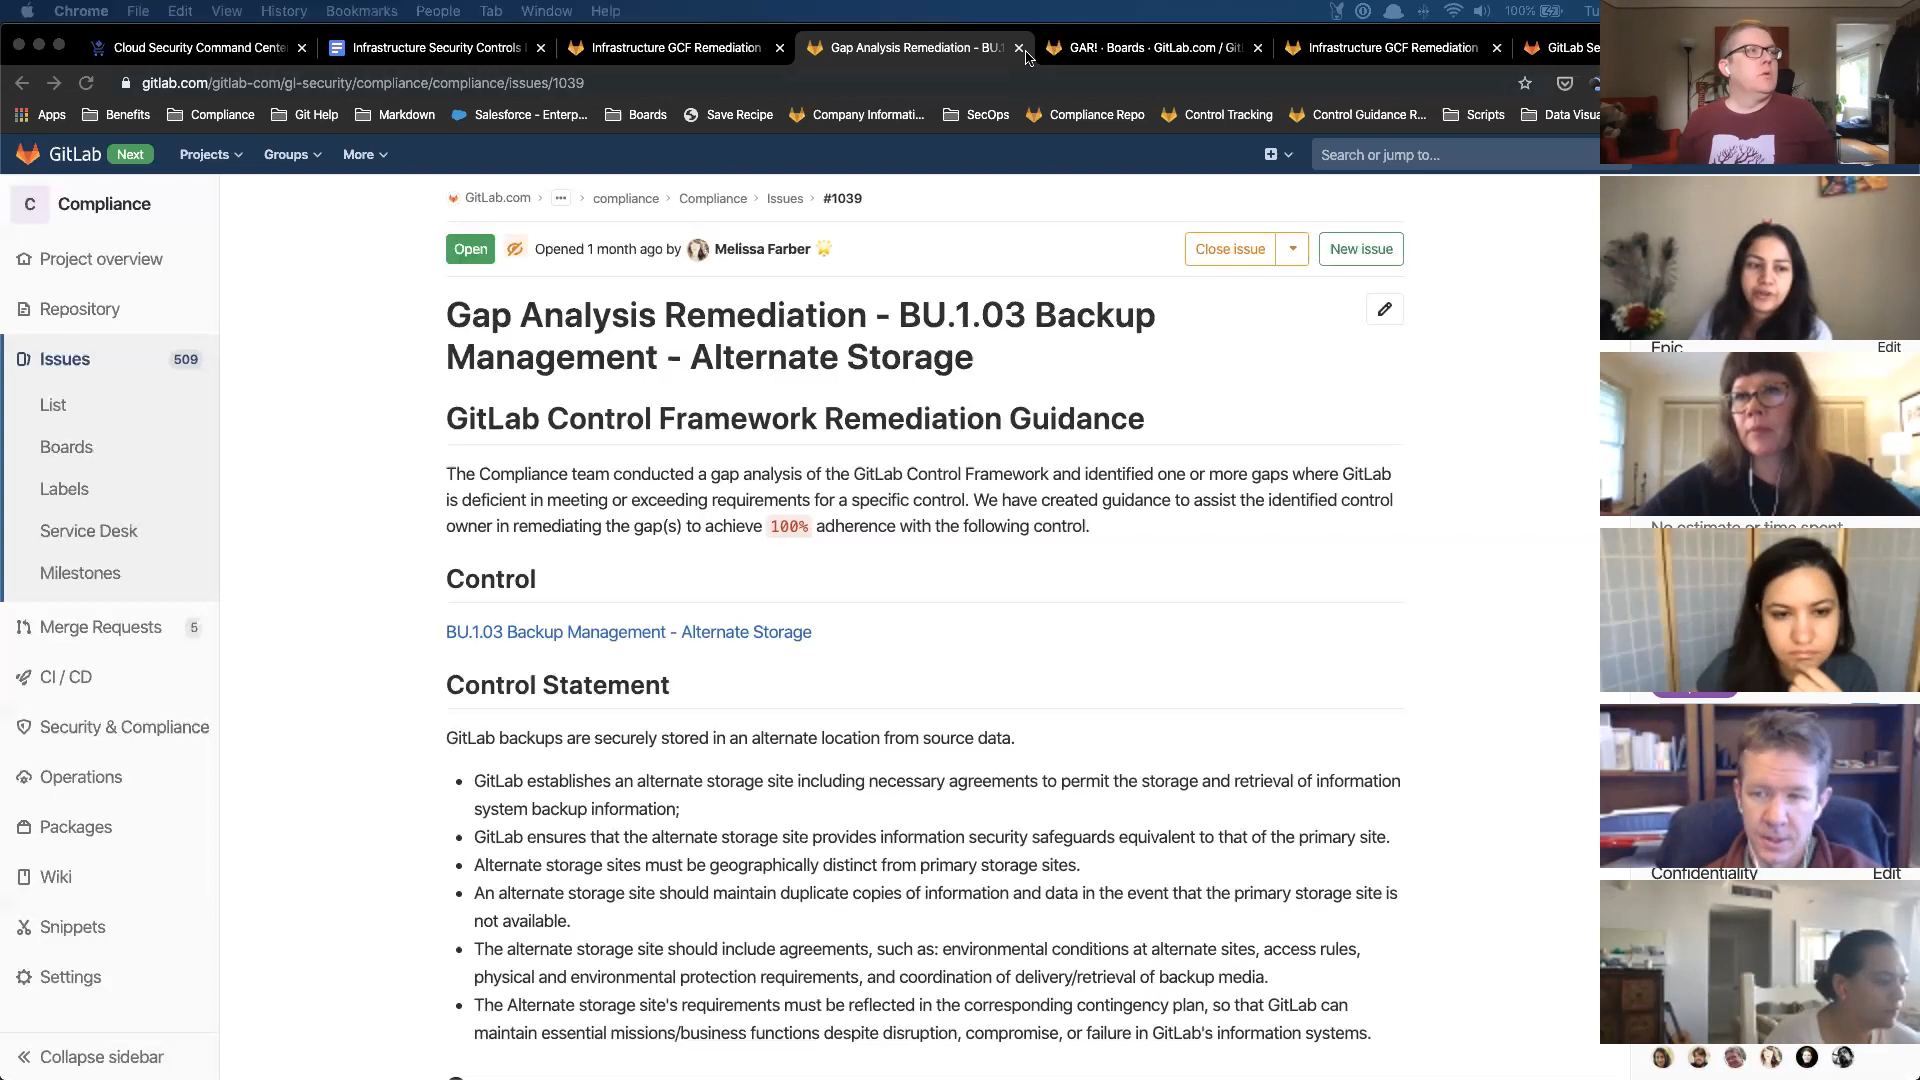 Chrome File Edit View History Bookmarks People Tab Window Help 100% Tu
Cloud Security Command Cente
Infrastructure Security Controls
Infrastructure GCF Remediation
Gap Analysis Remediation - BU.1
GAR! · Boards · GitLab.com / Git
Infrastructure GCF Remediation
GitLab Se
gitlab.com/gitlab-com/gl-security/compliance/compliance/issues/1039
Apps Benefits Compliance Git Help Markdown Salesforce - Enterp... Boards Save Recipe Company Informati... SecOps Compliance Repo Control Tracking Control Guidance R... Scripts Data Visua
GitLab Next Projects Groups More Search or jump to...
C Compliance
Project overview
Repository
Issues 509
List
Boards
Labels
Service Desk
Milestones
Merge Requests 5
CI / CD
Security & Compliance
Operations
Packages
Wiki
Snippets
Settings
Collapse sidebar
GitLab.com › ... › compliance › Compliance › Issues › #1039
Open Opened 1 month ago by Melissa Farber
Close issue New issue
Gap Analysis Remediation - BU.1.03 Backup
Management - Alternate Storage
GitLab Control Framework Remediation Guidance
The Compliance team conducted a gap analysis of the GitLab Control Framework and identified one or more gaps where GitLab
is deficient in meeting or exceeding requirements for a specific control. We have created guidance to assist the identified control
owner in remediating the gap(s) to achieve 100% adherence with the following control.
Control
BU.1.03 Backup Management - Alternate Storage
Control Statement
GitLab backups are securely stored in an alternate location from source data.
• GitLab establishes an alternate storage site including necessary agreements to permit the storage and retrieval of information
system backup information;
• GitLab ensures that the alternate storage site provides information security safeguards equivalent to that of the primary site.
• Alternate storage sites must be geographically distinct from primary storage sites.
• An alternate storage site should maintain duplicate copies of information and data in the event that the primary storage site is
not available.
• The alternate storage site should include agreements, such as: environmental conditions at alternate sites, access rules,
physical and environmental protection requirements, and coordination of delivery/retrieval of backup media.
• The Alternate storage site's requirements must be reflected in the corresponding contingency plan, so that GitLab can
maintain essential missions/business functions despite disruption, compromise, or failure in GitLab's information systems.
Epic Edit
No estimate or time spent
Confidentiality Edit